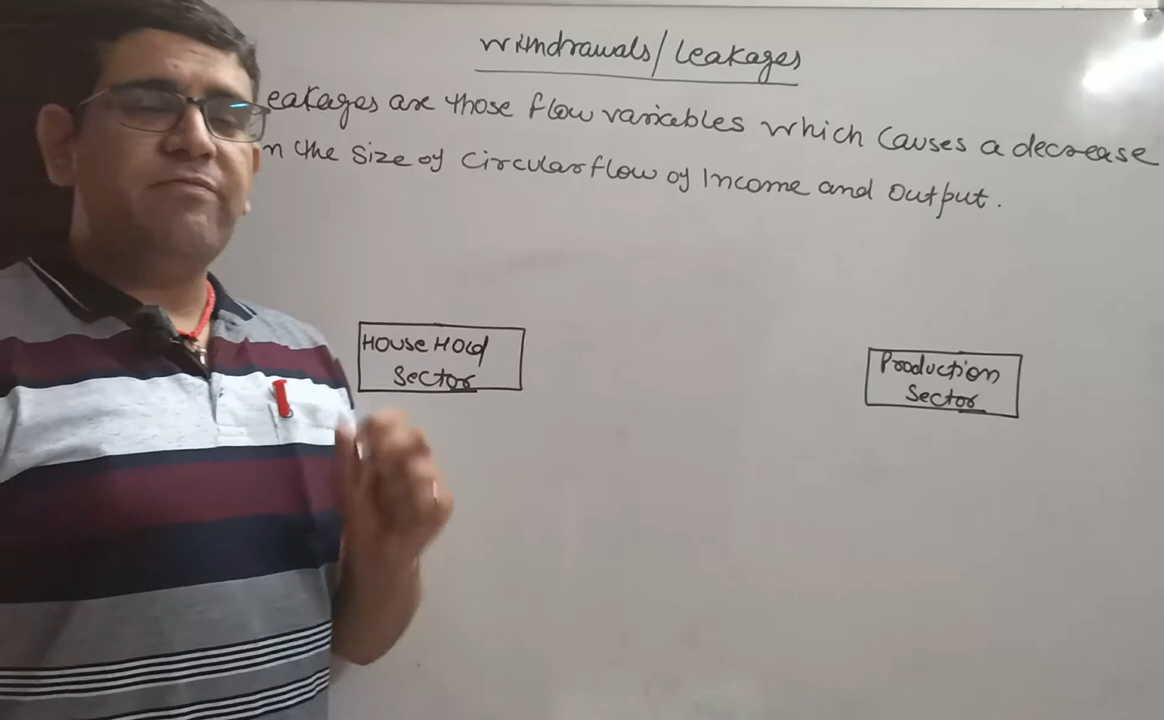 Withdrawals/Leakages
eakages are those flow variables which causes a decrease
n the size of circular flow of Income and output.
House Hold
Sector
Production
Sector